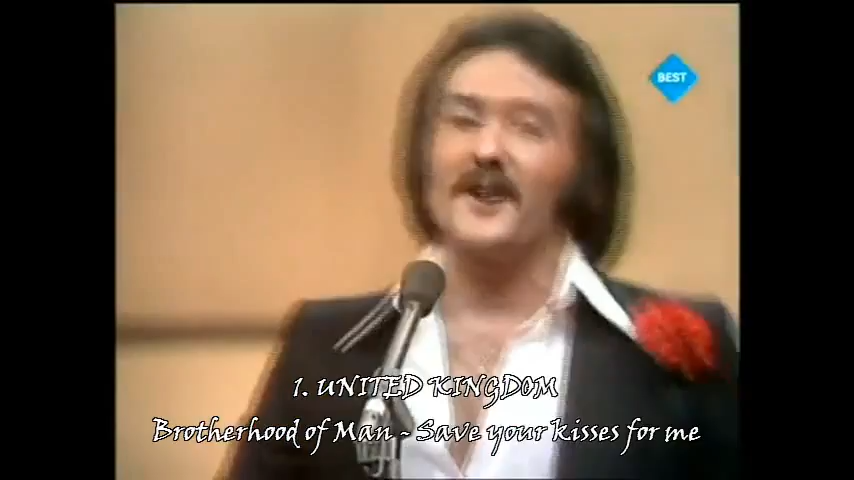 BEST
1. UNITED KINGDOM
Brotherhood of Man - Save your kisses for me